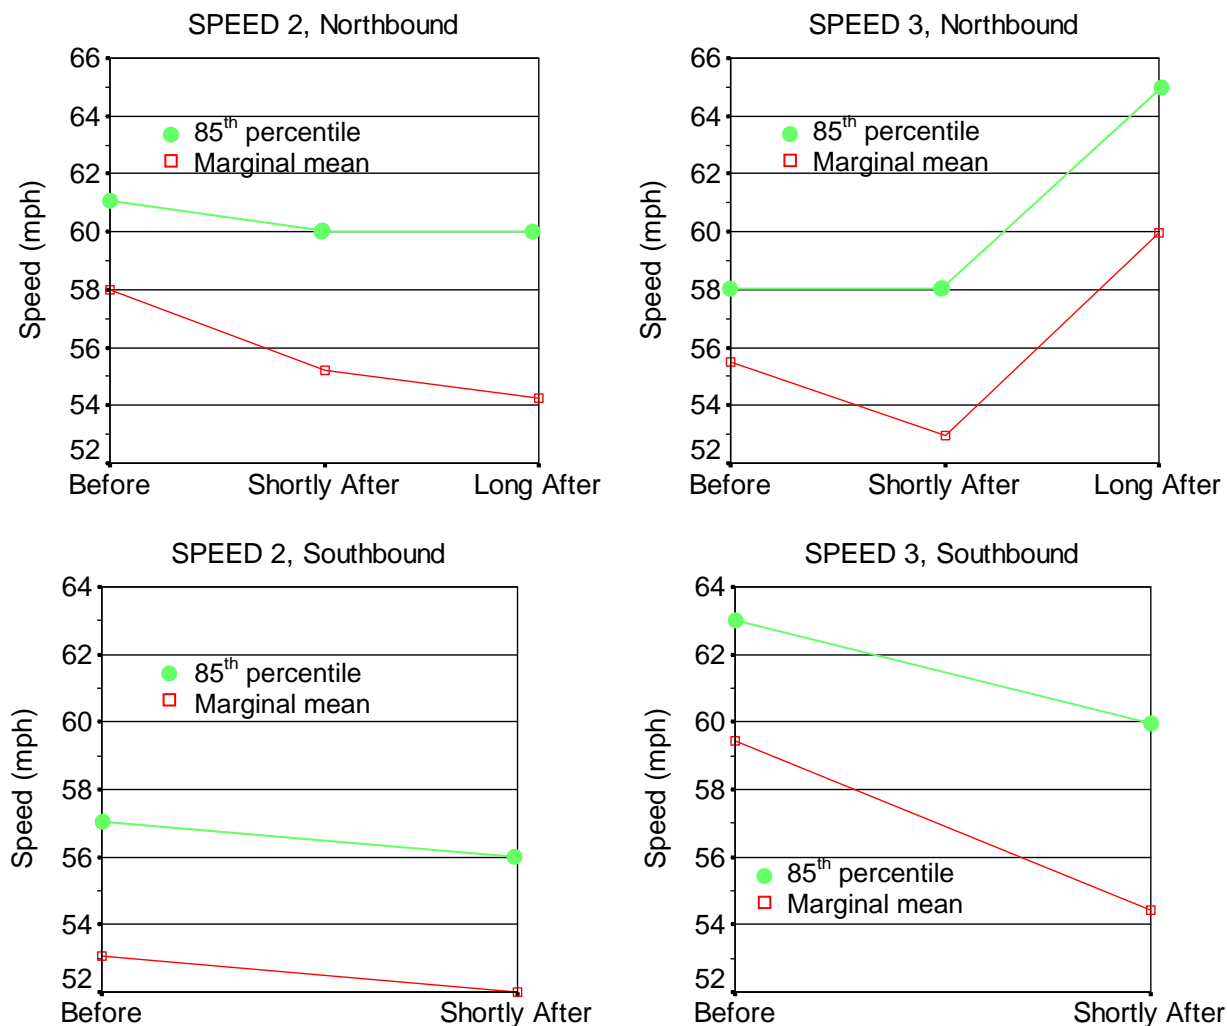 SPEED 2, Northbound
66
64
62
60
58
56
54
52
Speed (mph)
85th percentile
Marginal mean
Before Shortly After Long After
SPEED 3, Northbound
66
64
62
60
58
56
54
52
Speed (mph)
85th percentile
Marginal mean
Before Shortly After Long After
SPEED 2, Southbound
64
62
60
58
56
54
52
Speed (mph)
85th percentile
Marginal mean
Before Shortly After
SPEED 3, Southbound
64
62
60
58
56
54
52
Speed (mph)
85th percentile
Marginal mean
Before Shortly After